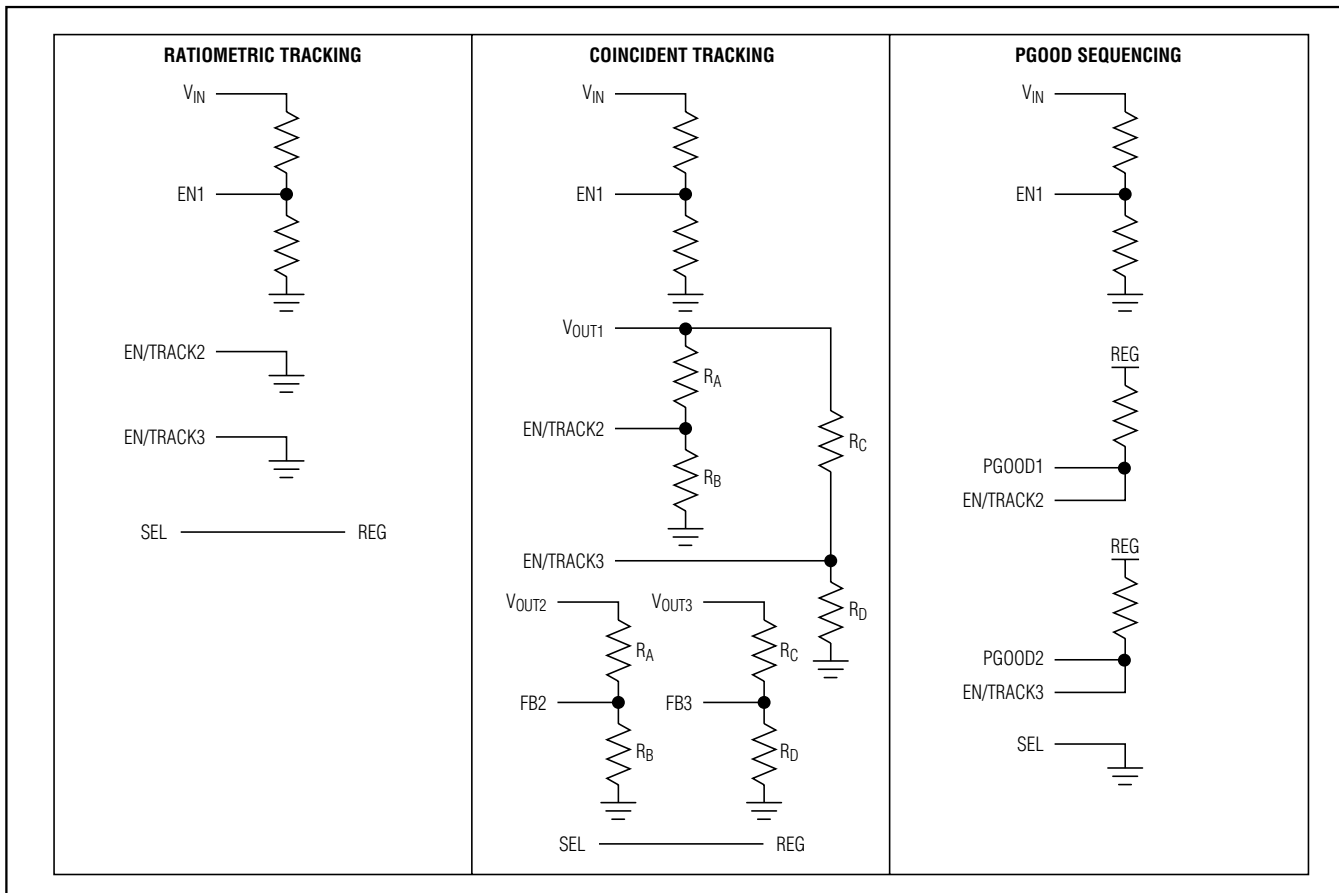 RATIOMETRIC TRACKING
VIN
EN1
EN/TRACK2
EN/TRACK3
SEL
REG
COINCIDENT TRACKING
VIN
EN1
VOUT1
RA
EN/TRACK2
RC
RB
EN/TRACK3
VOUT2
VOUT3
RD
RA
RC
FB2
FB3
RB
RD
SEL
REG
PGOOD SEQUENCING
VIN
EN1
REG
PGOOD1
EN/TRACK2
REG
PGOOD2
EN/TRACK3
SEL